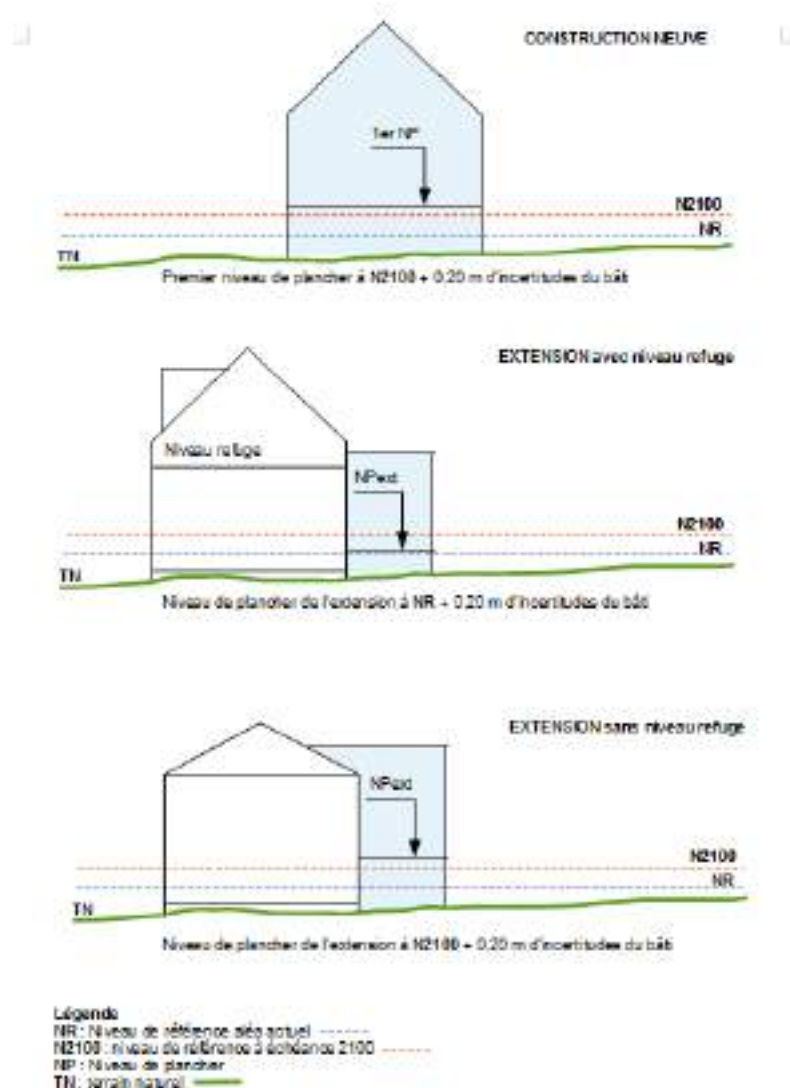 CONSTRUCTION NEUVE
1er NP
N2100
NR
TN
Premier niveau de plancher à N2100 + 0,20 m d'incertitudes du bâti
EXTENSION avec niveau refuge
Niveau refuge
NPext
N2100
NR
TN
Niveau de plancher de l'extension à NR + 0,20 m d'incertitudes du bâti
EXTENSION sans niveau refuge
NPext
N2100
NR
TN
Niveau de plancher de l'extension à N2100 + 0,20 m d'incertitudes du bâti
Légende
NR : Niveau de référence aléa actuel
N2100 : niveau de référence à échéance 2100
NP : Niveau de plancher
TN : terrain naturel